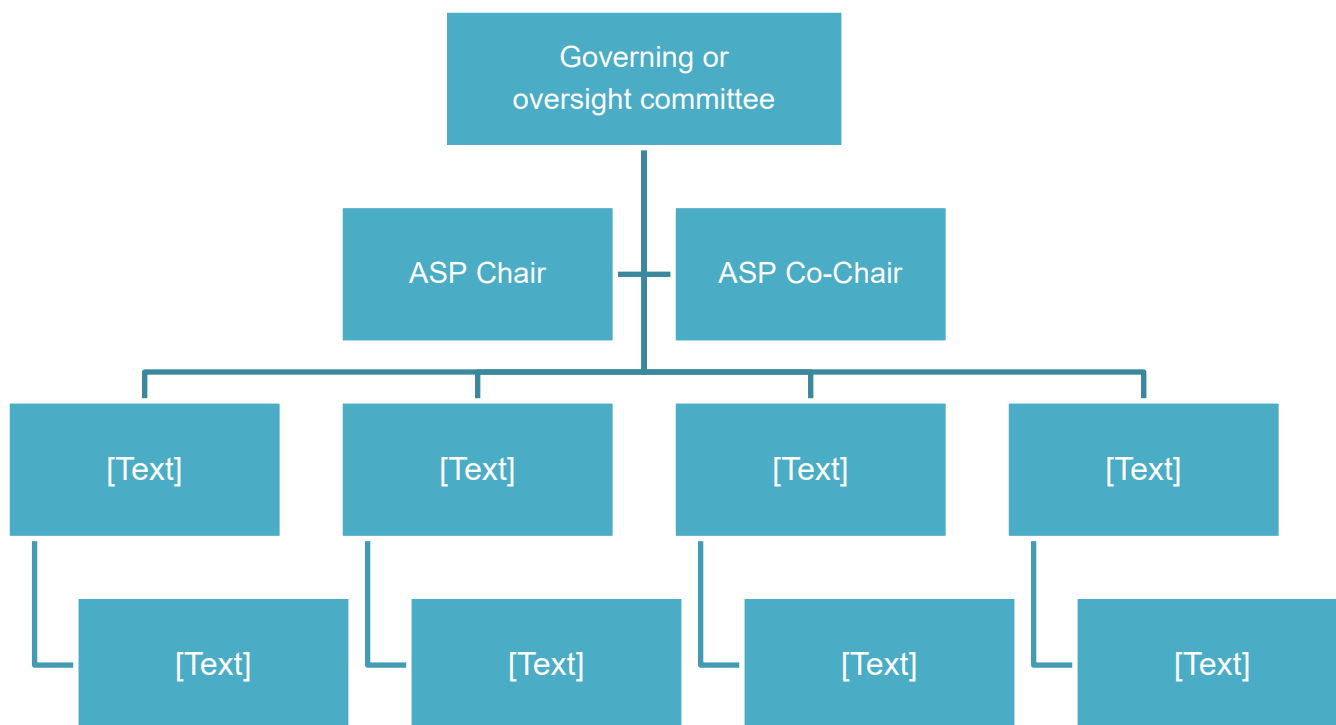 Governing or
oversight committee
ASP Chair
ASP Co-Chair
[Text]
[Text]
[Text]
[Text]
[Text]
[Text]
[Text]
[Text]